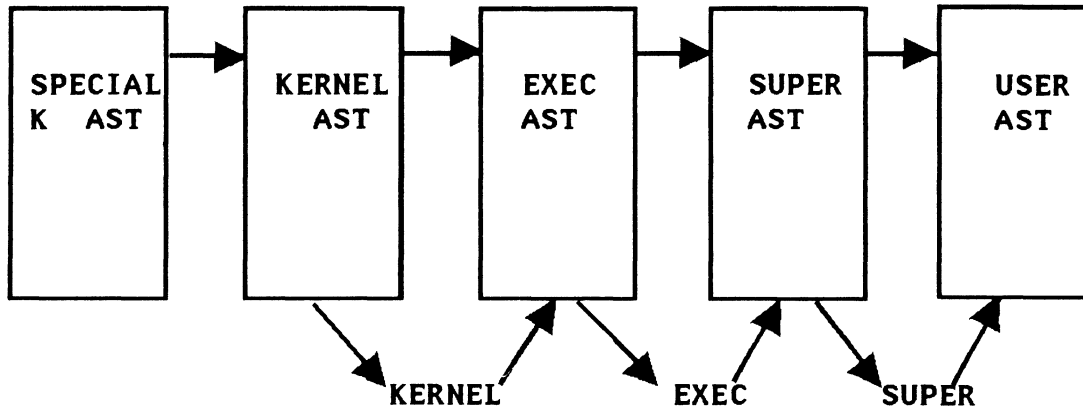 SPECIAL
K AST
KERNEL
AST
EXEC
AST
SUPER
AST
USER
AST
KERNEL
EXEC
SUPER